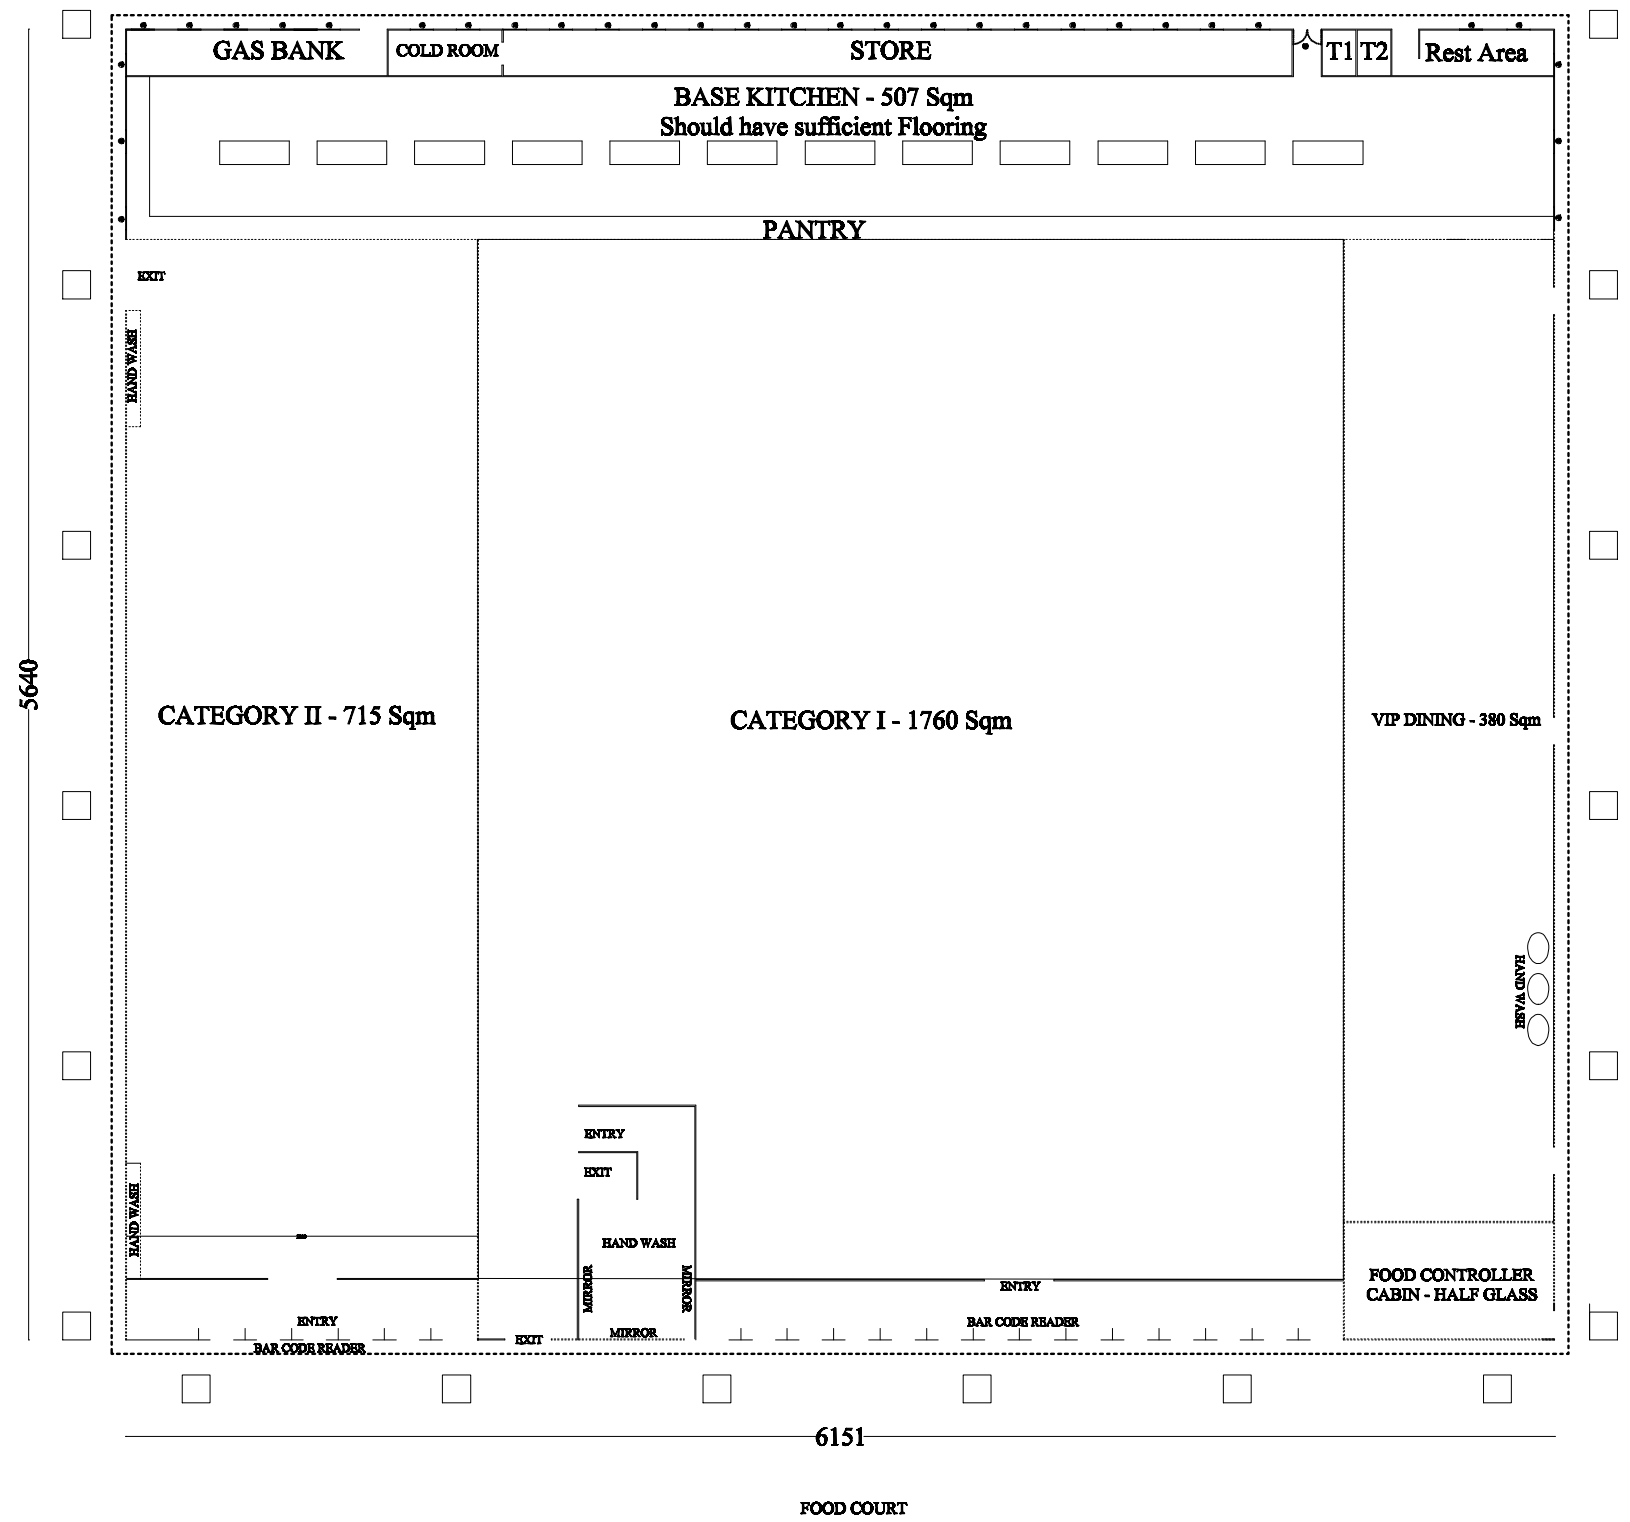 GAS BANK
COLD ROOM
STORE
T1
T2
Rest Area
BASE KITCHEN - 507 Sqm
Should have sufficient Flooring
PANTRY
EXIT
HAND WASH
5640
CATEGORY II - 715 Sqm
CATEGORY I - 1760 Sqm
VIP DINING - 380 Sqm
HAND WASH
ENTRY
EXIT
HAND WASH
HAND WASH
MIRROR
MIRROR
MIRROR
ENTRY
FOOD CONTROLLER
CABIN - HALF GLASS
ENTRY
BAR CODE READER
EXIT
BAR CODE READER
6151
FOOD COURT